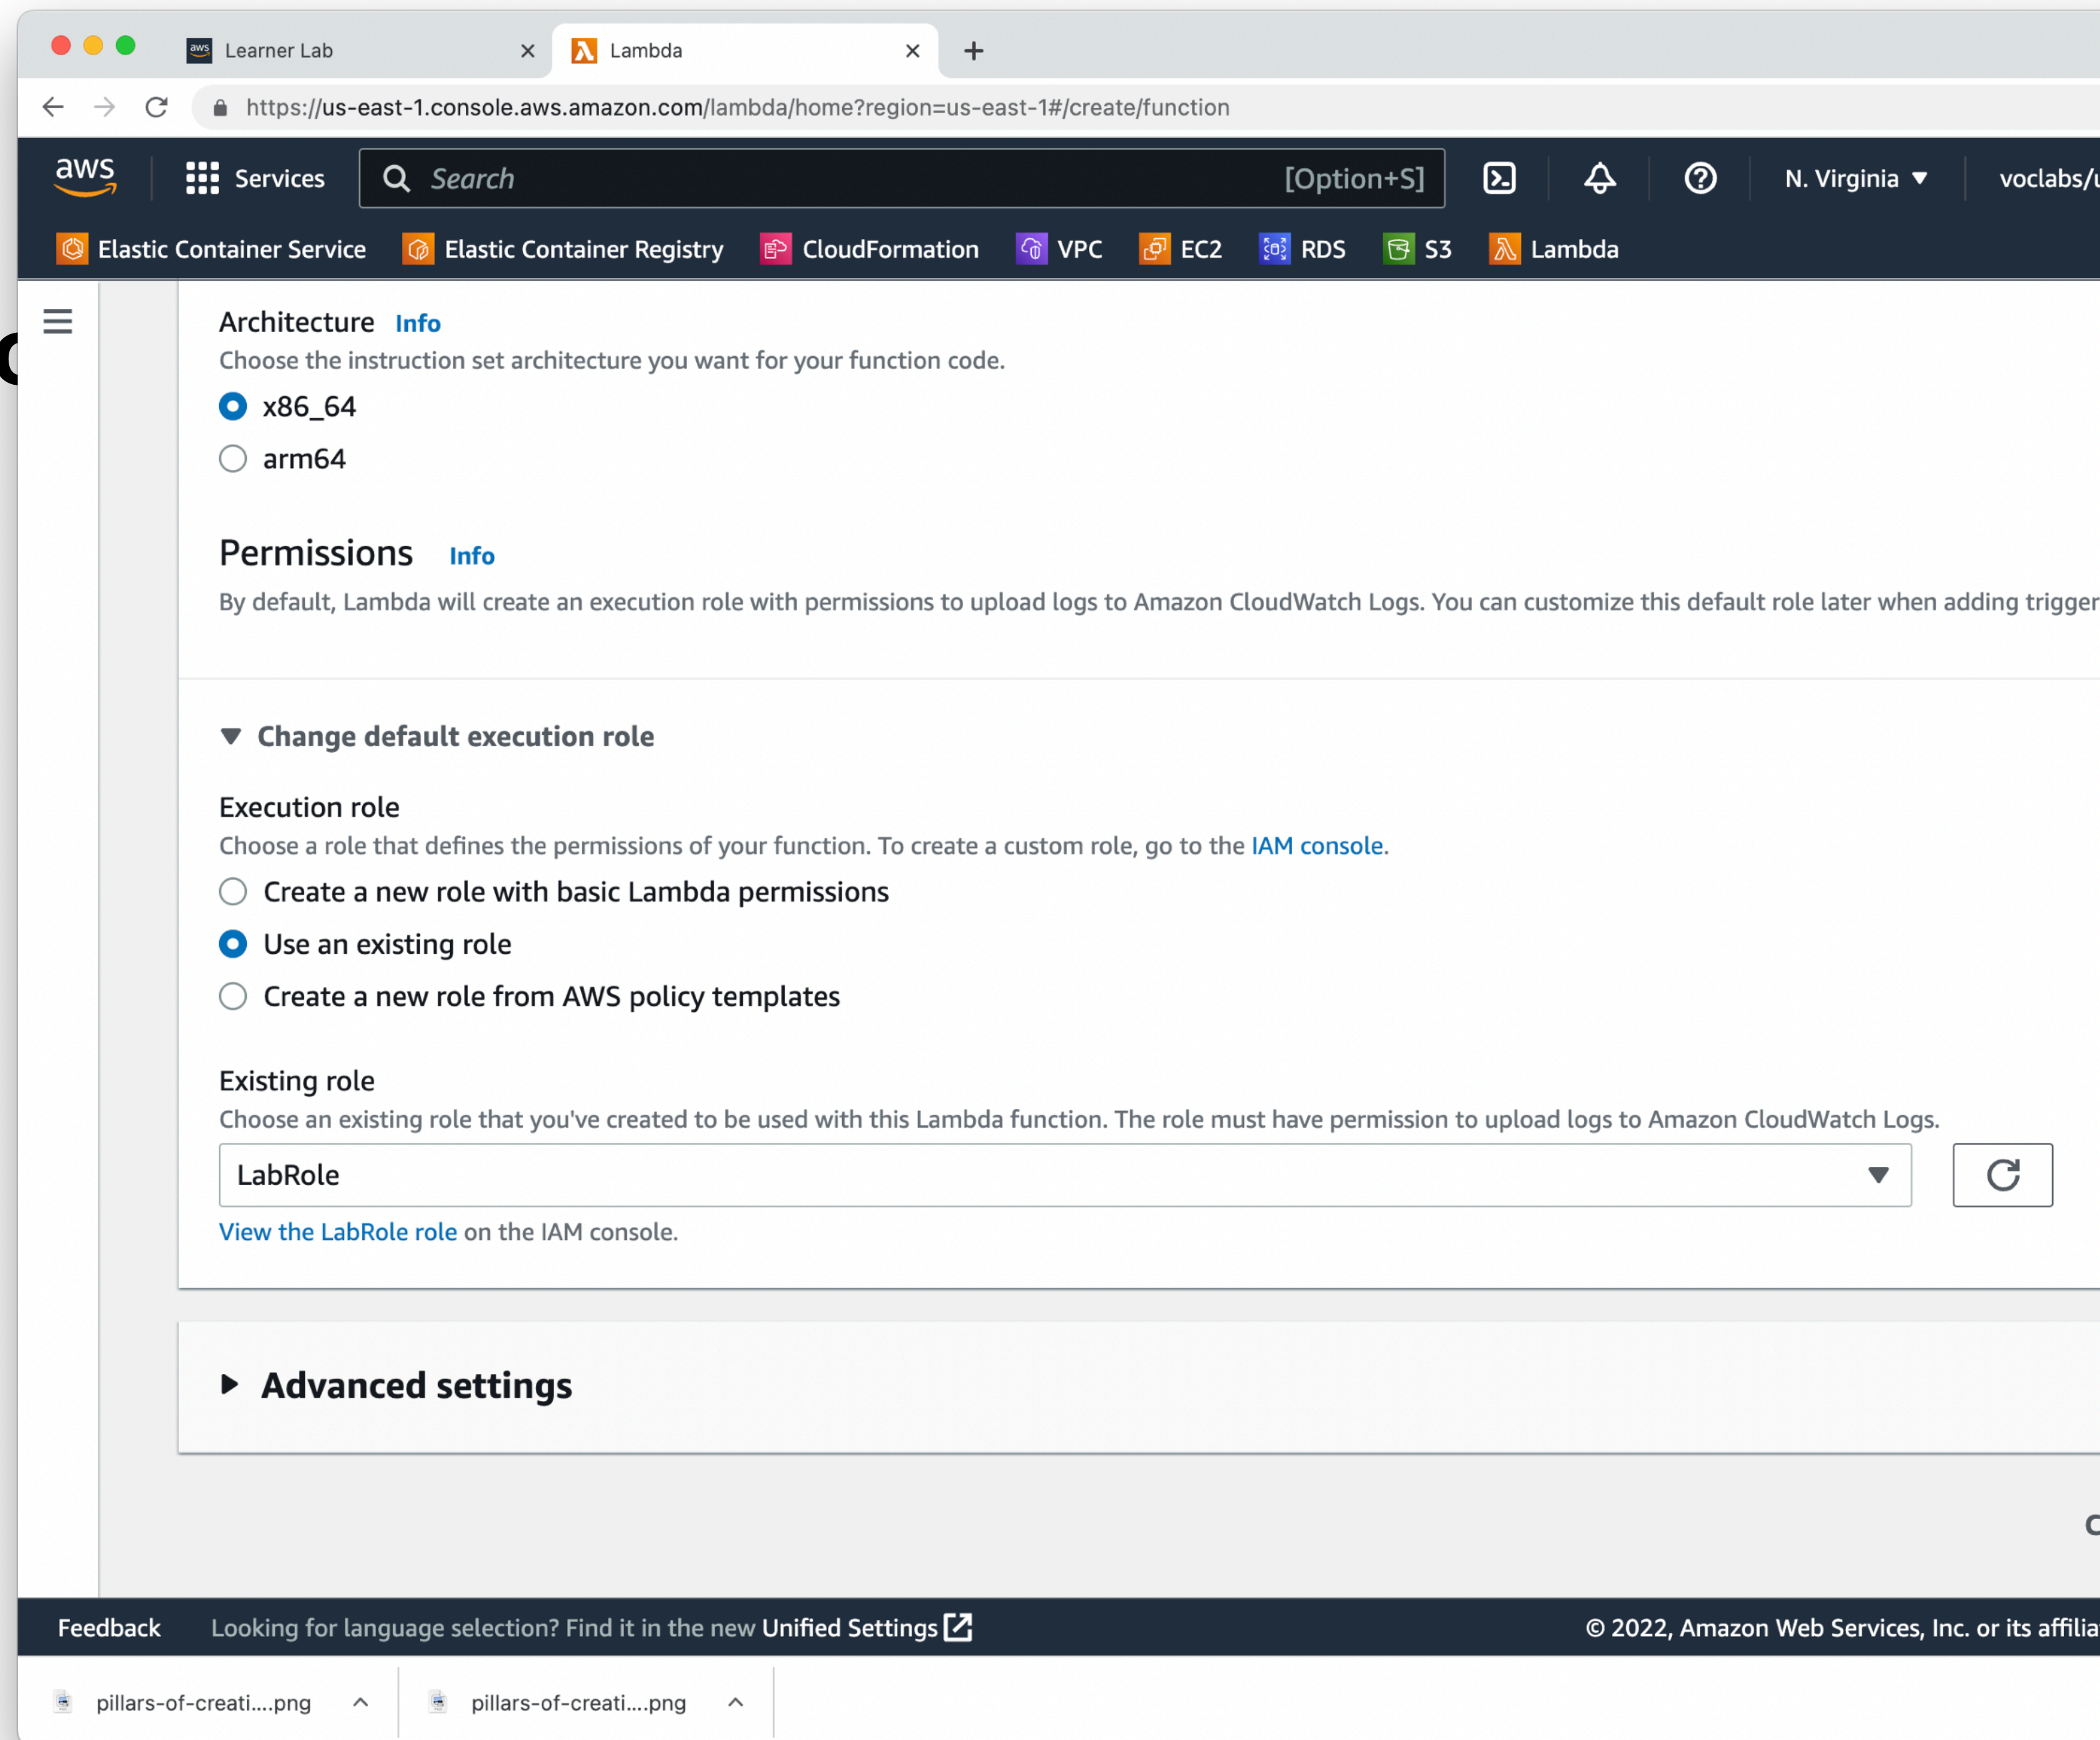 Learner Lab
Lambda
https://us-east-1.console.aws.amazon.com/lambda/home?region=us-east-1#/create/function
aws Services Search [Option+S] N. Virginia voclabs/
Elastic Container Service Elastic Container Registry CloudFormation VPC EC2 RDS S3 Lambda
Architecture Info
Choose the instruction set architecture you want for your function code.
x86_64
arm64
Permissions Info
By default, Lambda will create an execution role with permissions to upload logs to Amazon CloudWatch Logs. You can customize this default role later when adding trigger
Change default execution role
Execution role
Choose a role that defines the permissions of your function. To create a custom role, go to the IAM console.
Create a new role with basic Lambda permissions
Use an existing role
Create a new role from AWS policy templates
Existing role
Choose an existing role that you've created to be used with this Lambda function. The role must have permission to upload logs to Amazon CloudWatch Logs.
LabRole
View the LabRole role on the IAM console.
Advanced settings
Feedback Looking for language selection? Find it in the new Unified Settings © 2022, Amazon Web Services, Inc. or its affilia
pillars-of-creati....png pillars-of-creati....png